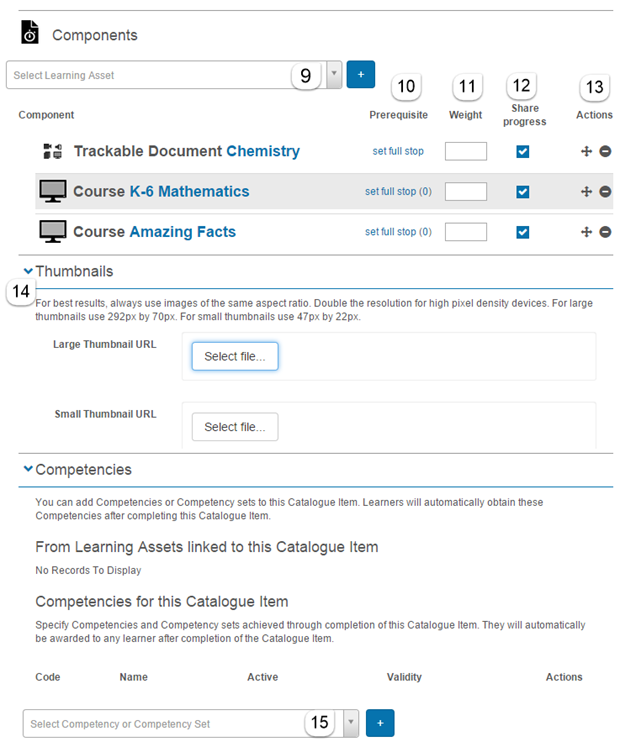 Components
Select Learning Asset 9 +
10 11 12 13
Component Prerequisite Weight Share progress Actions
Trackable Document Chemistry set full stop
Course K-6 Mathematics set full stop (0)
Course Amazing Facts set full stop (0)
Thumbnails
14
For best results, always use images of the same aspect ratio. Double the resolution for high pixel density devices. For large
thumbnails use 292px by 70px. For small thumbnails use 47px by 22px.
Large Thumbnail URL Select file...
Small Thumbnail URL Select file...
Competencies
You can add Competencies or Competency sets to this Catalogue Item. Learners will automatically obtain these
Competencies after completing this Catalogue Item.
From Learning Assets linked to this Catalogue Item
No Records To Display
Competencies for this Catalogue Item
Specify Competencies and Competency sets achieved through completion of this Catalogue Item. They will automatically
be awarded to any learner after completion of the Catalogue Item.
Code Name Active Validity Actions
Select Competency or Competency Set 15 +